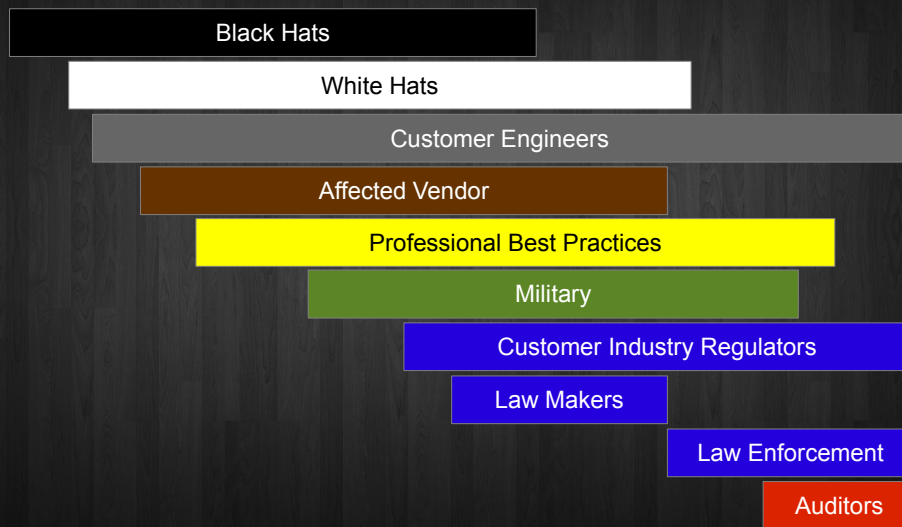 Black Hats
White Hats
Customer Engineers
Affected Vendor
Professional Best Practices
Military
Customer Industry Regulators
Law Makers
Law Enforcement
Auditors